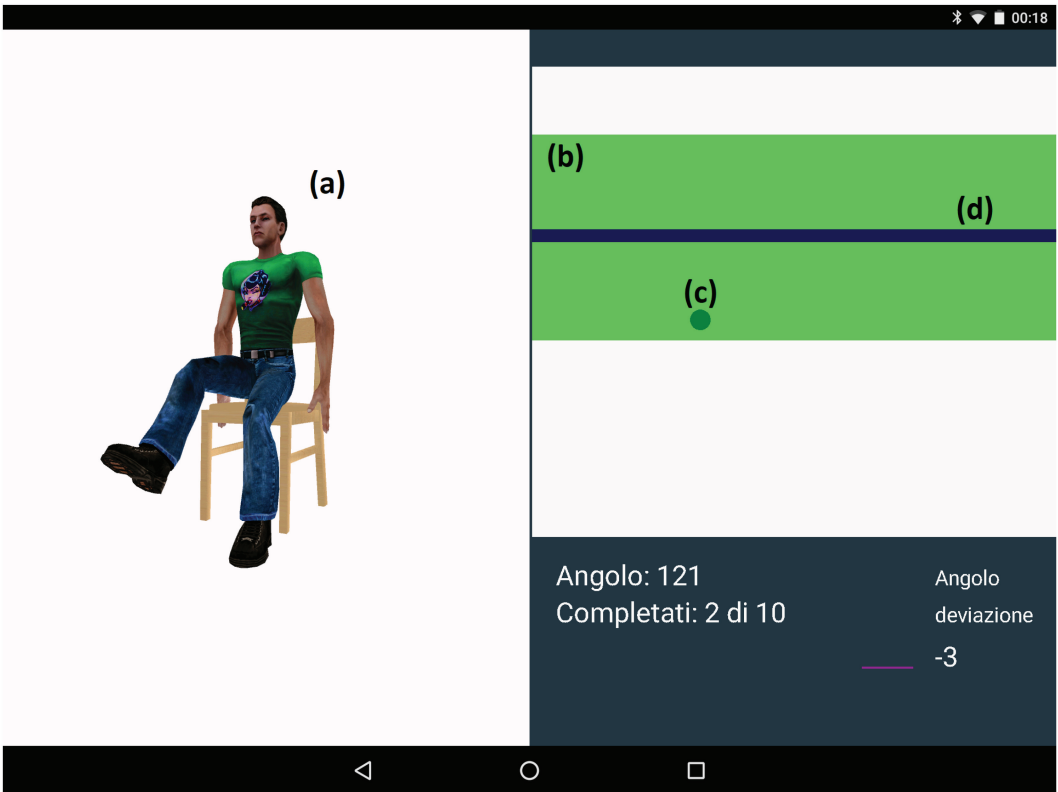 00:18
(a)
(b)
(d)
(c)
Angolo: 121
Completati: 2 di 10
Angolo
deviazione
-3